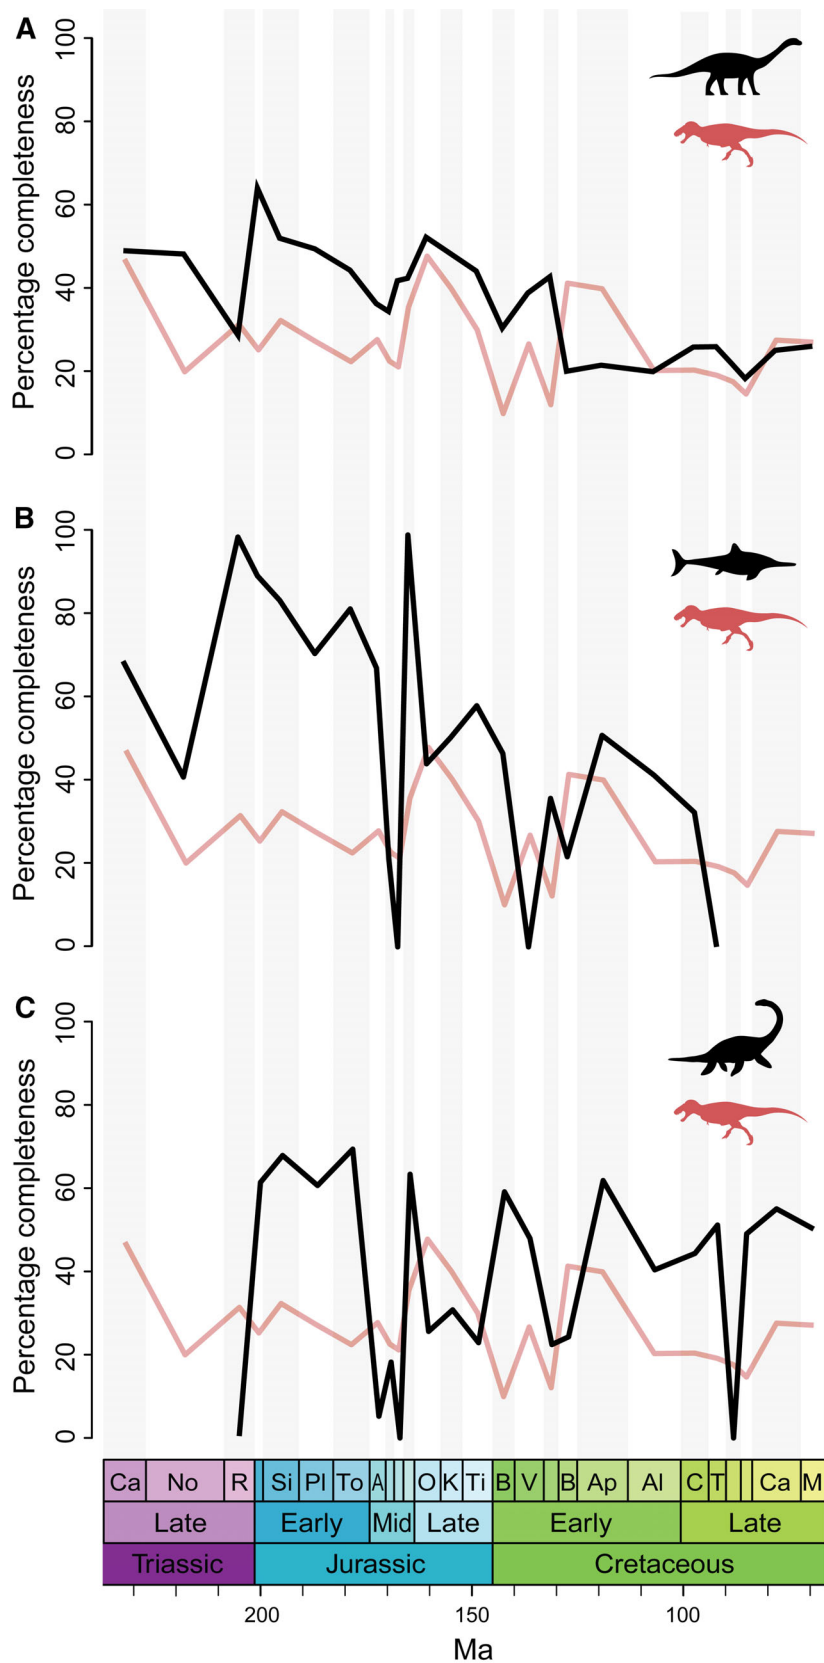 A
Percentage completeness
0 20 40 60 80 100
B
Percentage completeness
0 20 40 60 80 100
C
Percentage completeness
0 20 40 60 80 100
Ca No R Si Pl To A O K Ti B V B Ap Al C T Ca M
Late Early Mid Late Early Late
Triassic Jurassic Cretaceous
200 150 100
Ma